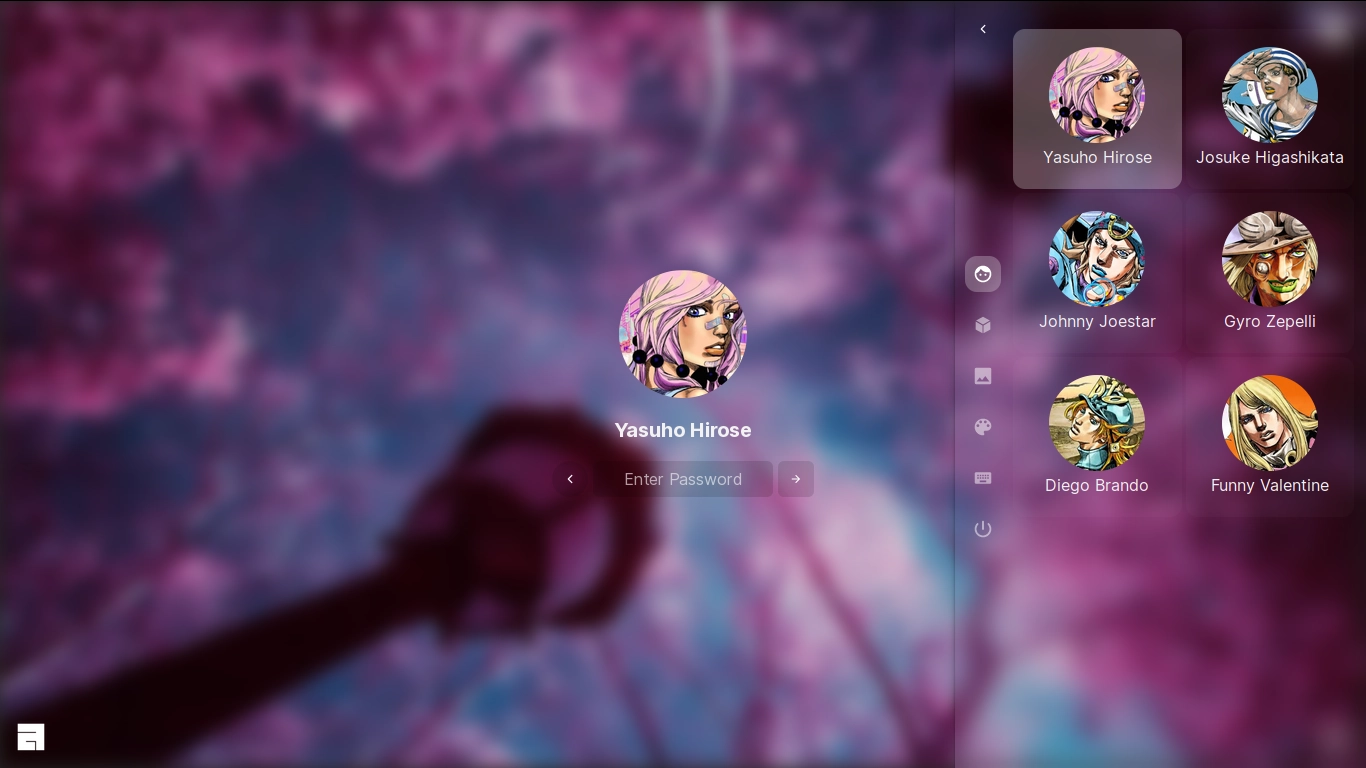 Yasuho Hirose
Enter Password
Yasuho Hirose
Josuke Higashikata
Johnny Joestar
Gyro Zepelli
Diego Brando
Funny Valentine